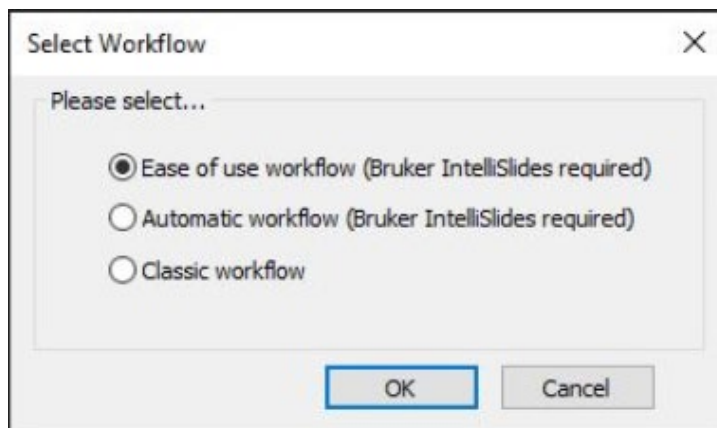 Select Workflow
Please select...
Ease of use workflow (Bruker IntelliSlides required)
Automatic workflow (Bruker IntelliSlides required)
Classic workflow
OK Cancel